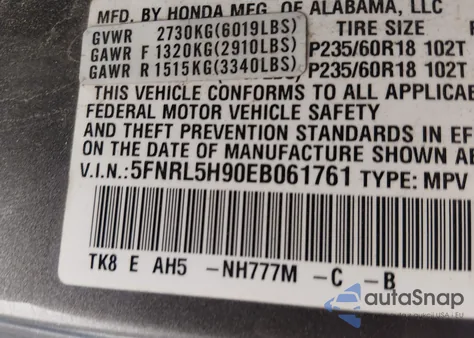 MFD. BY HONDA MFG. OF ALABAMA, LLC
GVWR 2730KG(6019LBS) TIRE SIZE
GAWR F 1320KG(2910LBS) P235/60R18 102T
GAWR R 1515KG(3340LBS) P235/60R18 102T
THIS VEHICLE CONFORMS TO ALL APPLICAB
FEDERAL MOTOR VEHICLE SAFETY
AND THEFT PREVENTION STANDARDS IN EF
ON THE DATE OF MANUFACTURE SHOWN AB
V.I.N.:5FNRL5H90EB061761 TYPE: MPV
TK8 E AH5 -NH777M -C -B
autoSnap